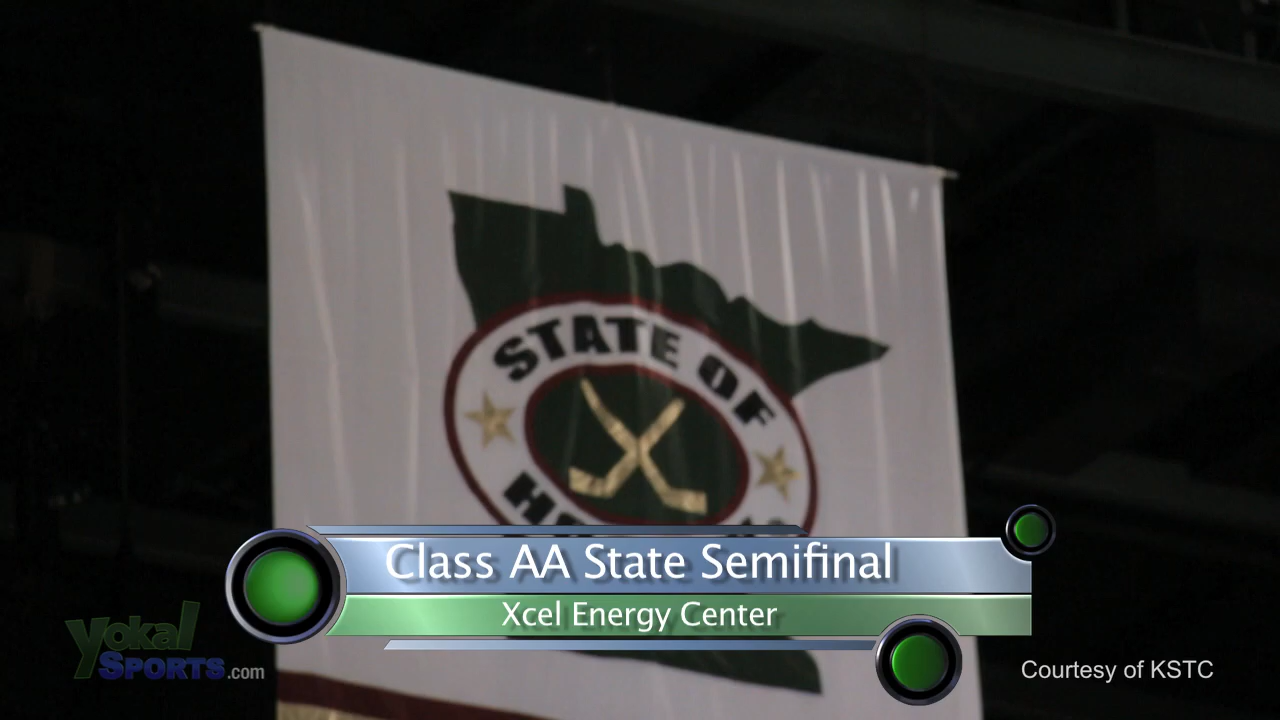 STATE OF
Class AA State Semifinal
Xcel Energy Center
Yokal
SPORTS.com
Courtesy of KSTC